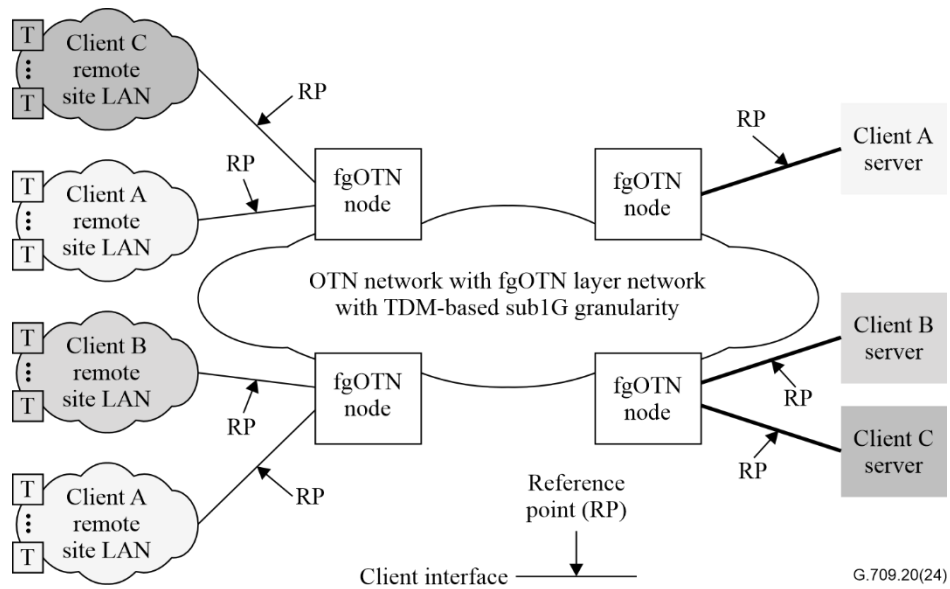 T
Client C
remote
site LAN
T
RP
T
Client A
remote
site LAN
T
RP
fgOTN
node
fgOTN
node
RP
Client A
server
OTN network with fgOTN layer network
with TDM-based sub1G granularity
T
Client B
remote
site LAN
T
RP
fgOTN
node
fgOTN
node
RP
Client B
server
T
Client A
remote
site LAN
T
RP
RP
Client C
server
Reference
point (RP)
Client interface
G.709.20(24)